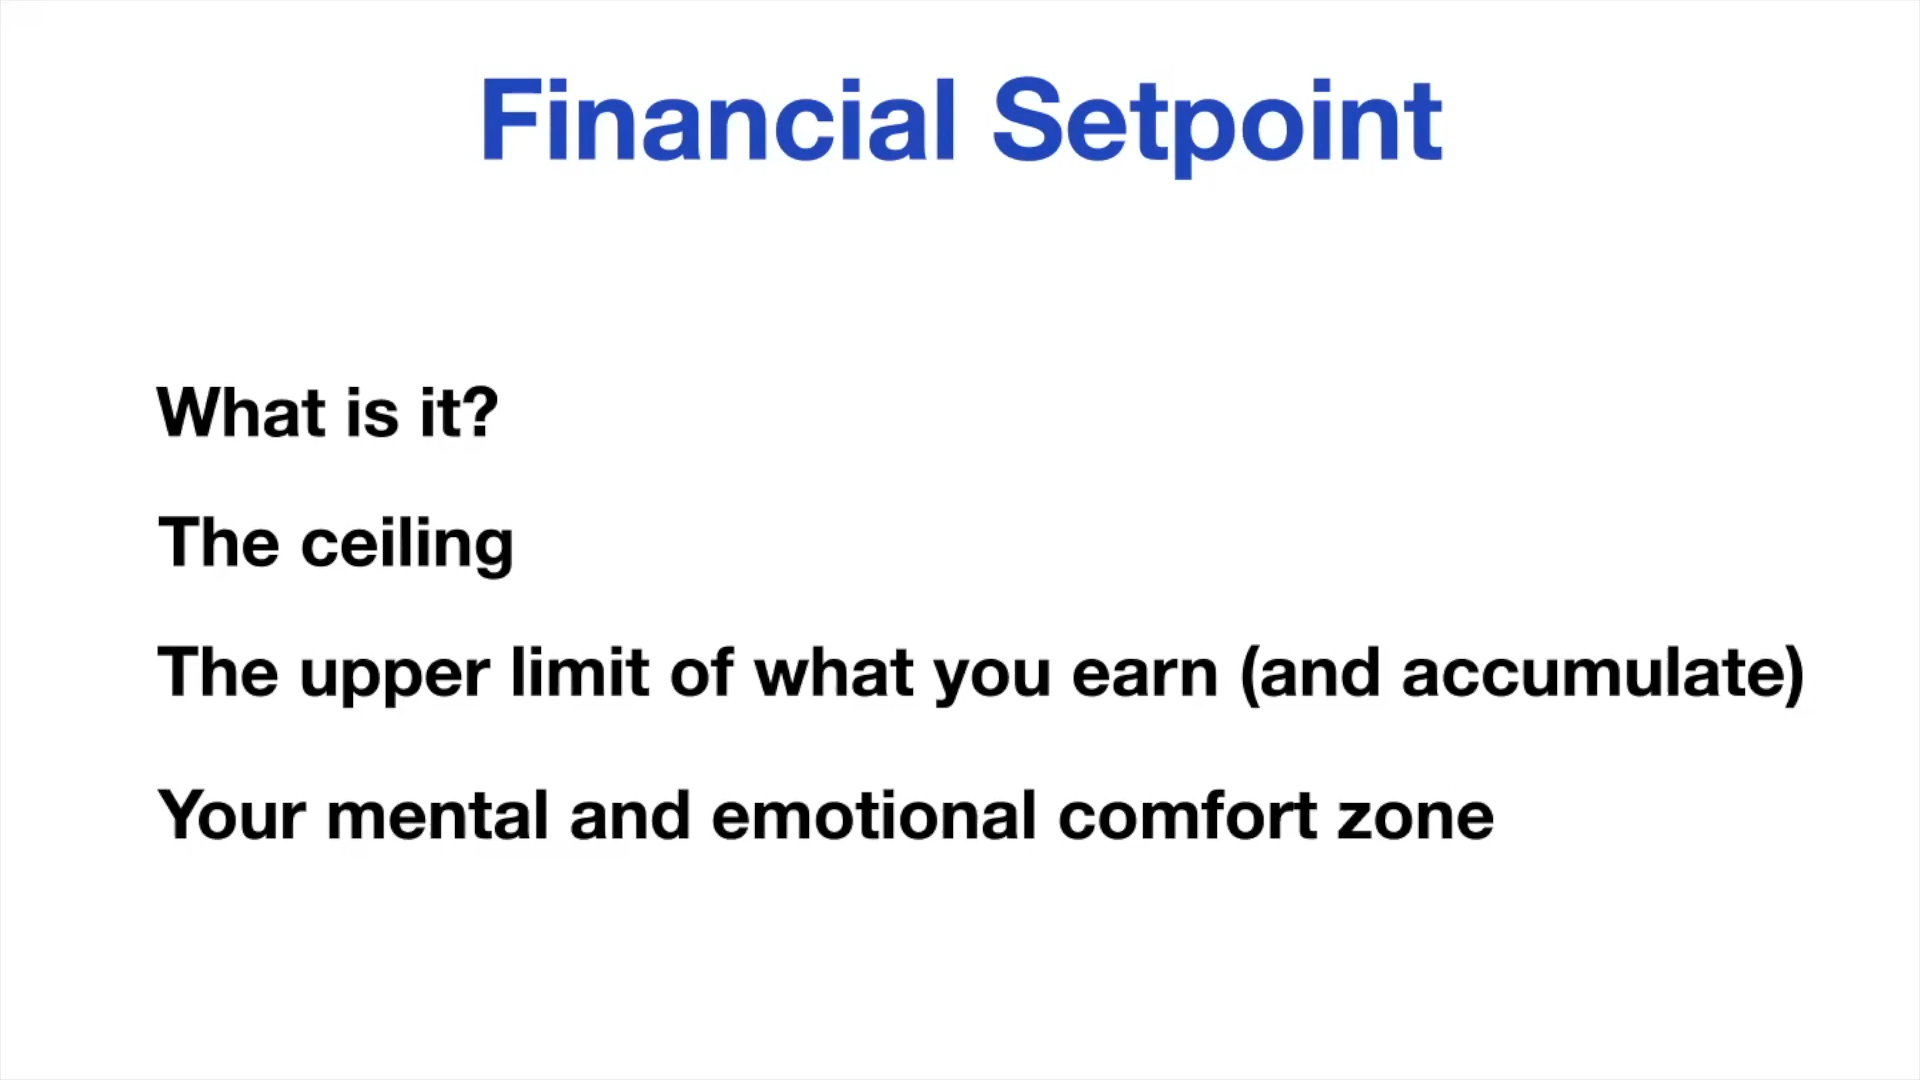 Financial Setpoint
What is it?
The ceiling
The upper limit of what you earn (and accumulate)
Your mental and emotional comfort zone